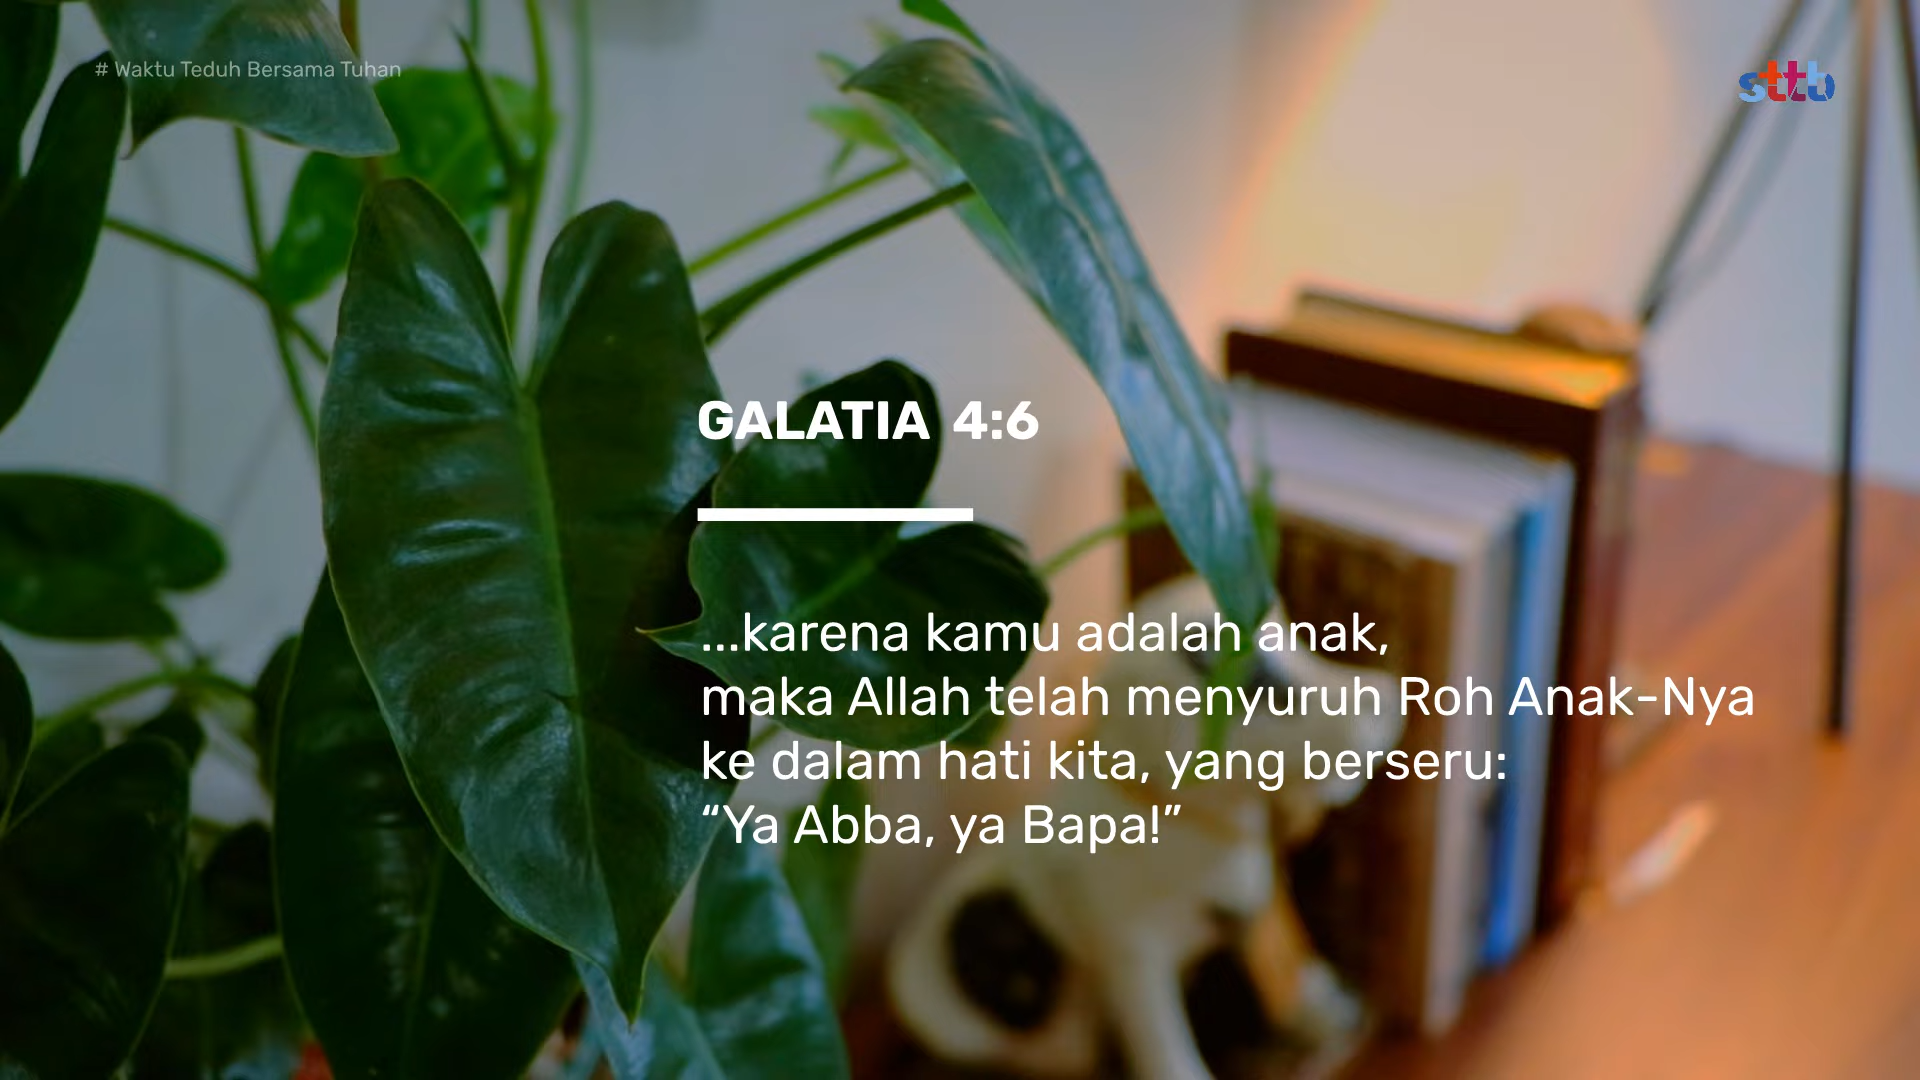 # Waktu Teduh Bersama Tuhan
sttb
GALATIA 4:6
...karena kamu adalah anak,
maka Allah telah menyuruh Roh Anak-Nya
ke dalam hati kita, yang berseru:
“Ya Abba, ya Bapa!”